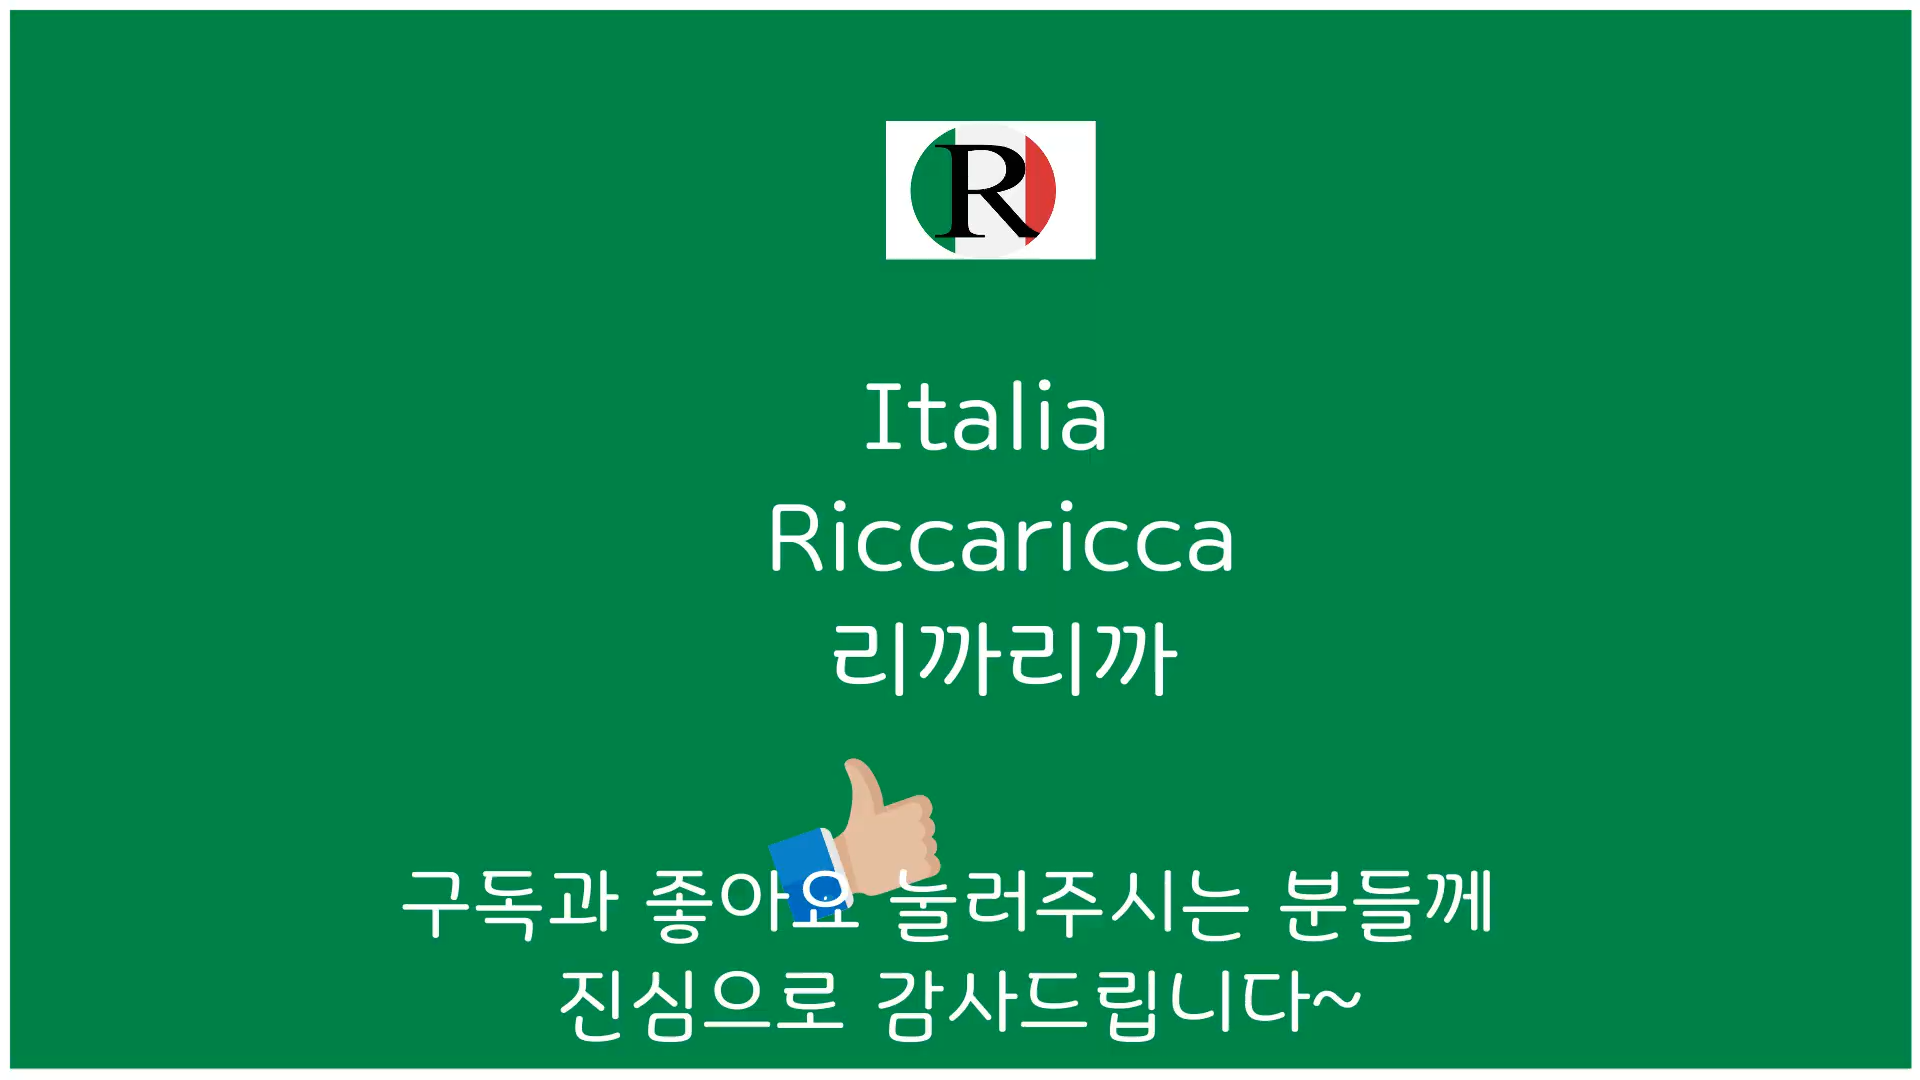 R
Italia
Riccaricca
리까리까
구독과 좋아요 눌러주시는 분들께
진심으로 감사드립니다~